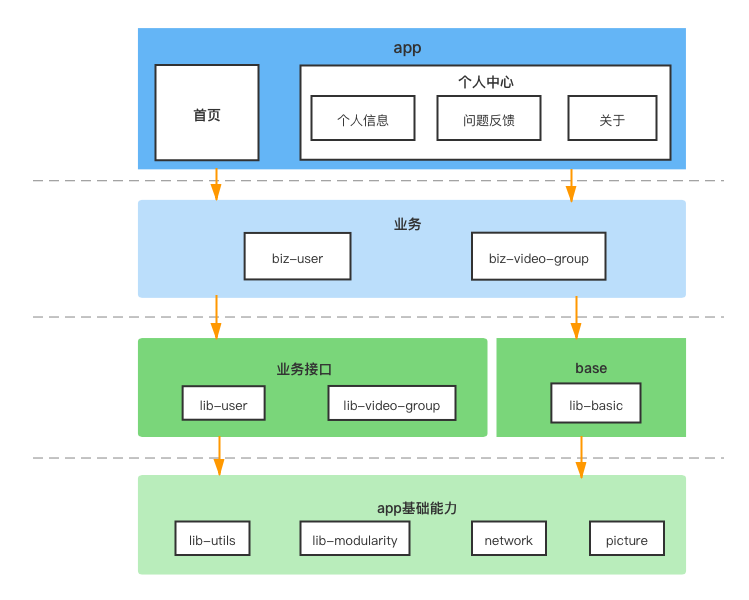 app
首页
个人中心
个人信息
问题反馈
关于
业务
biz-user
biz-video-group
业务接口
lib-user
lib-video-group
base
lib-basic
app基础能力
lib-utils
lib-modularity
network
picture